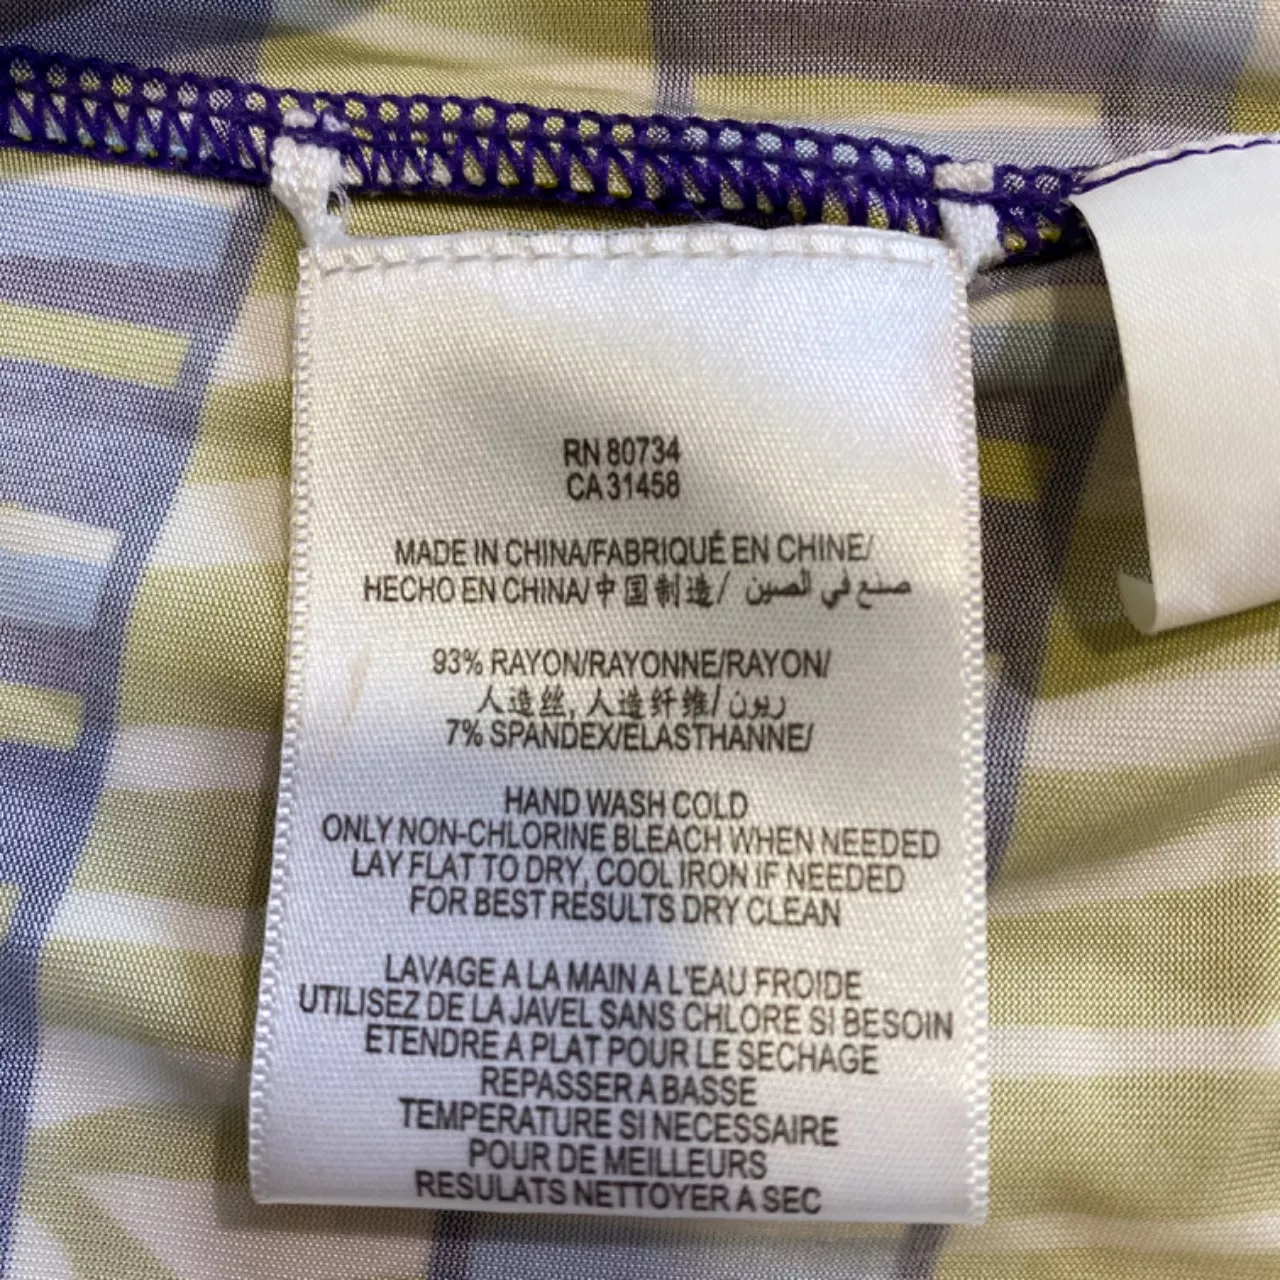 RN 80734
CA 31458
MADE IN CHINA/FABRIQUÉ EN CHINE/
HECHO EN CHINA/中国制造/ صنع في الصين
93% RAYON/RAYONNE/RAYON/
人造丝, 人造纤维/ ريون
7% SPANDEX/ELASTHANNE/
HAND WASH COLD
ONLY NON-CHLORINE BLEACH WHEN NEEDED
LAY FLAT TO DRY, COOL IRON IF NEEDED
FOR BEST RESULTS DRY CLEAN
LAVAGE A LA MAIN A L'EAU FROIDE
UTILISEZ DE LA JAVEL SANS CHLORE SI BESOIN
ETENDRE A PLAT POUR LE SECHAGE
REPASSER A BASSE
TEMPERATURE SI NECESSAIRE
POUR DE MEILLEURS
RESULATS NETTOYER A SEC